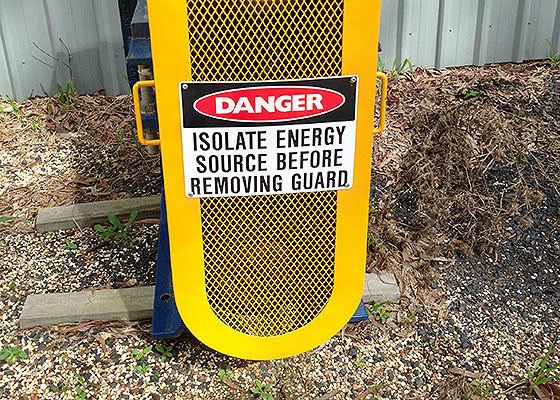 DANGER
ISOLATE ENERGY
SOURCE BEFORE
REMOVING GUARD